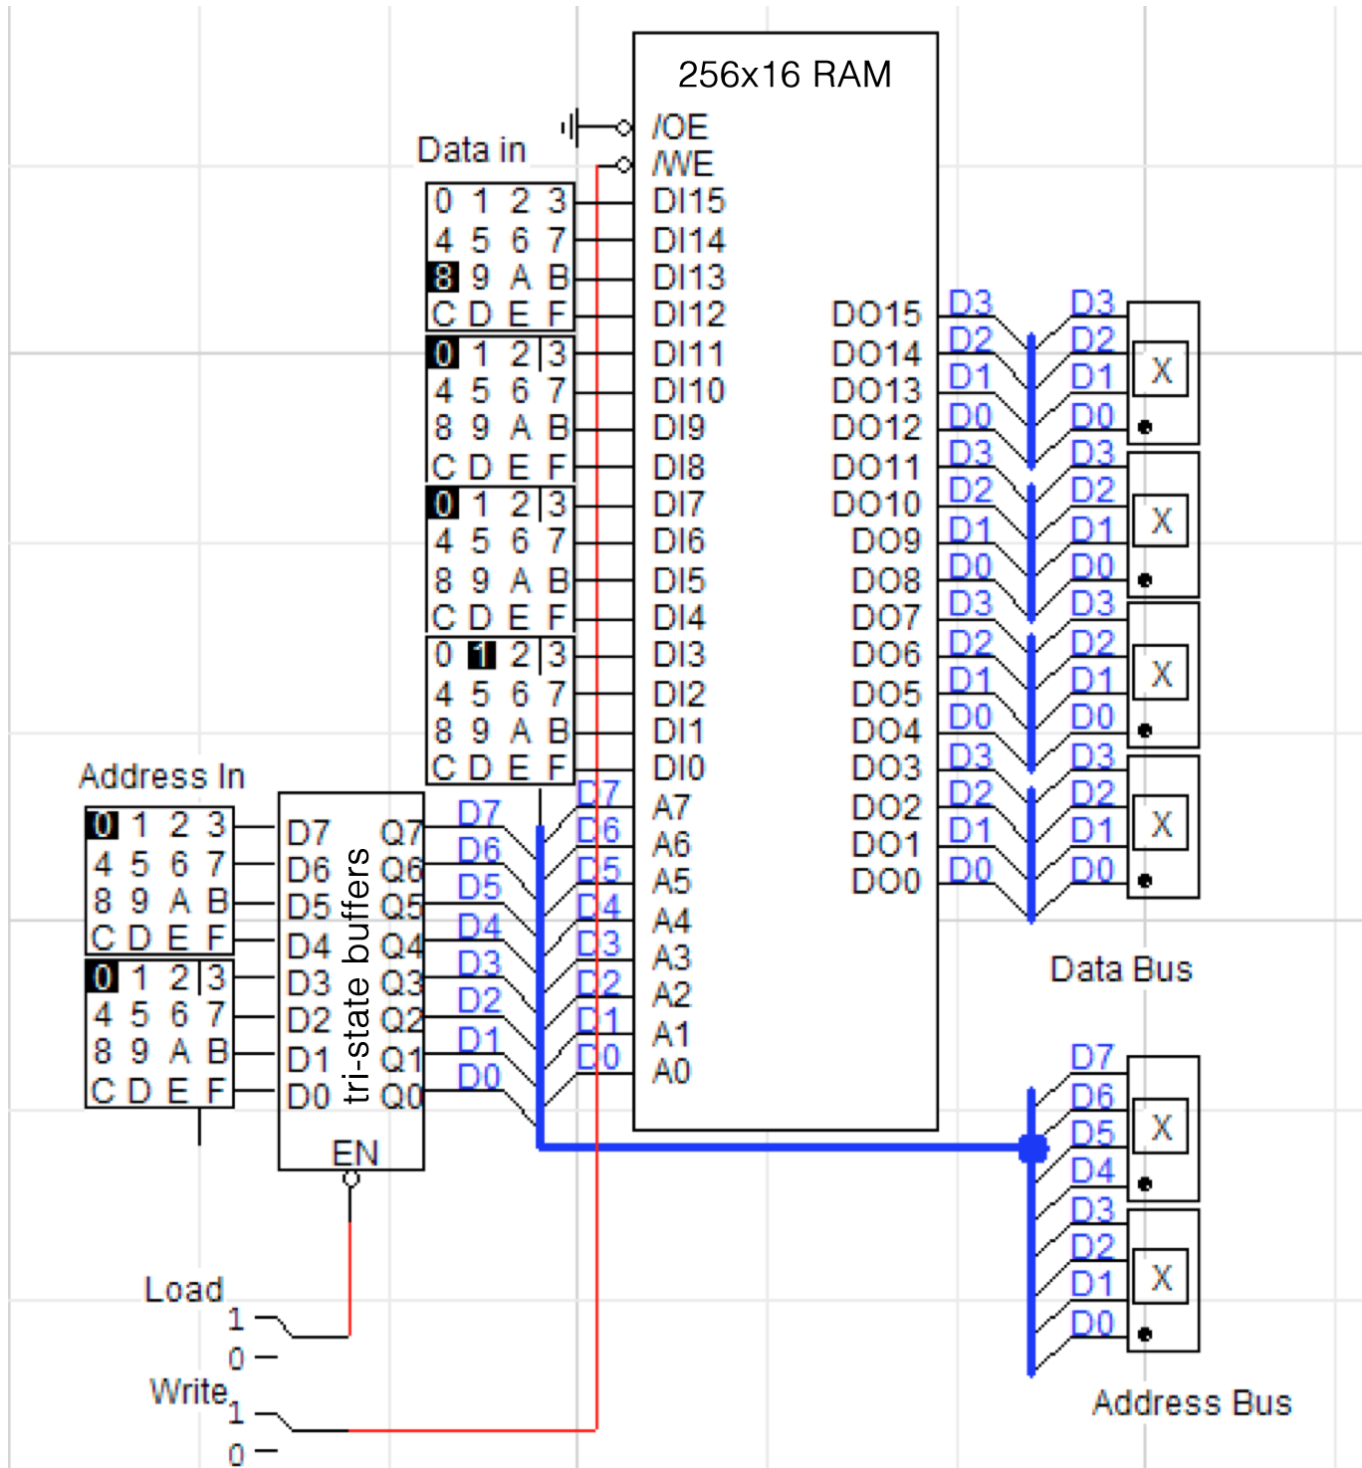 256x16 RAM
/OE
/WE
Data in
0 1 2 3
4 5 6 7
8 9 A B
C D E F
0 1 2 3
4 5 6 7
8 9 A B
C D E F
0 1 2 3
4 5 6 7
8 9 A B
C D E F
0 1 2 3
4 5 6 7
8 9 A B
C D E F
DI15
DI14
DI13
DI12
DI11
DI10
DI9
DI8
DI7
DI6
DI5
DI4
DI3
DI2
DI1
DI0
A7
A6
A5
A4
A3
A2
A1
A0
DO15
DO14
DO13
DO12
DO11
DO10
DO9
DO8
DO7
DO6
DO5
DO4
DO3
DO2
DO1
DO0
D3 D3
D2 D2
D1 D1
D0 D0
X
D3 D3
D2 D2
D1 D1
D0 D0
X
D3 D3
D2 D2
D1 D1
D0 D0
X
D3 D3
D2 D2
D1 D1
D0 D0
X
Data Bus
Address In
0 1 2 3
4 5 6 7
8 9 A B
C D E F
0 1 2 3
4 5 6 7
8 9 A B
C D E F
D7 Q7
D6 Q6
D5 Q5
D4 Q4
D3 Q3
D2 Q2
D1 Q1
D0 Q0
tri-state buffers
EN
D7 D7
D6 D6
D5 D5
D4 D4
D3 D3
D2 D2
D1 D1
D0 D0
D7
D6
D5
D4
X
D3
D2
D1
D0
X
Address Bus
Load
1
0
Write
1
0